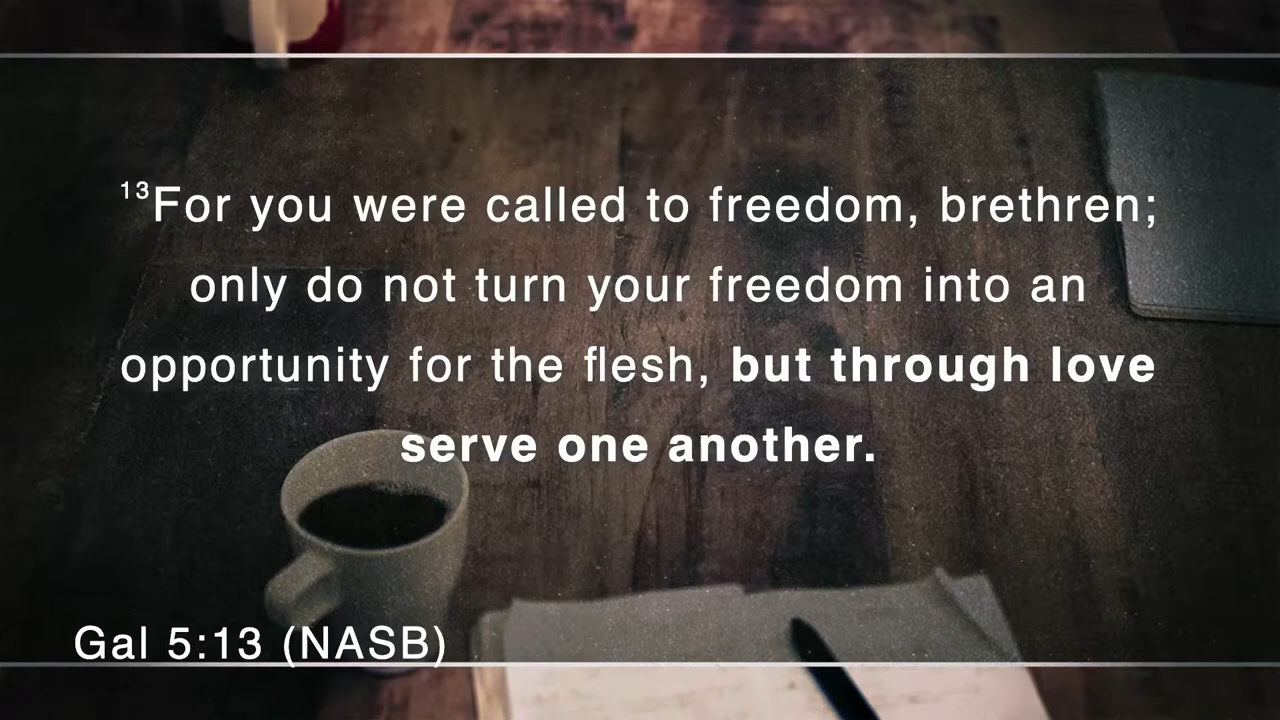 ¹³For you were called to freedom, brethren;
only do not turn your freedom into an
opportunity for the flesh, but through love
serve one another.
Gal 5:13 (NASB)